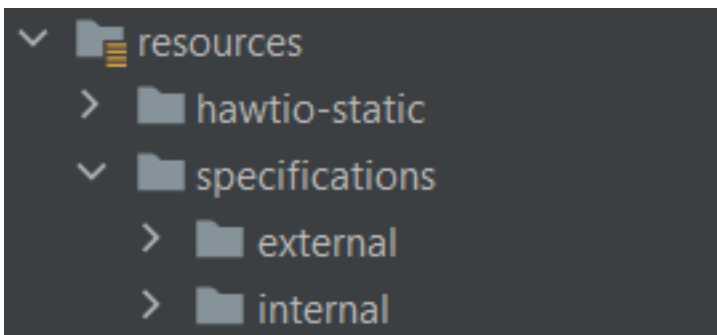 resources
hawtio-static
specifications
external
internal